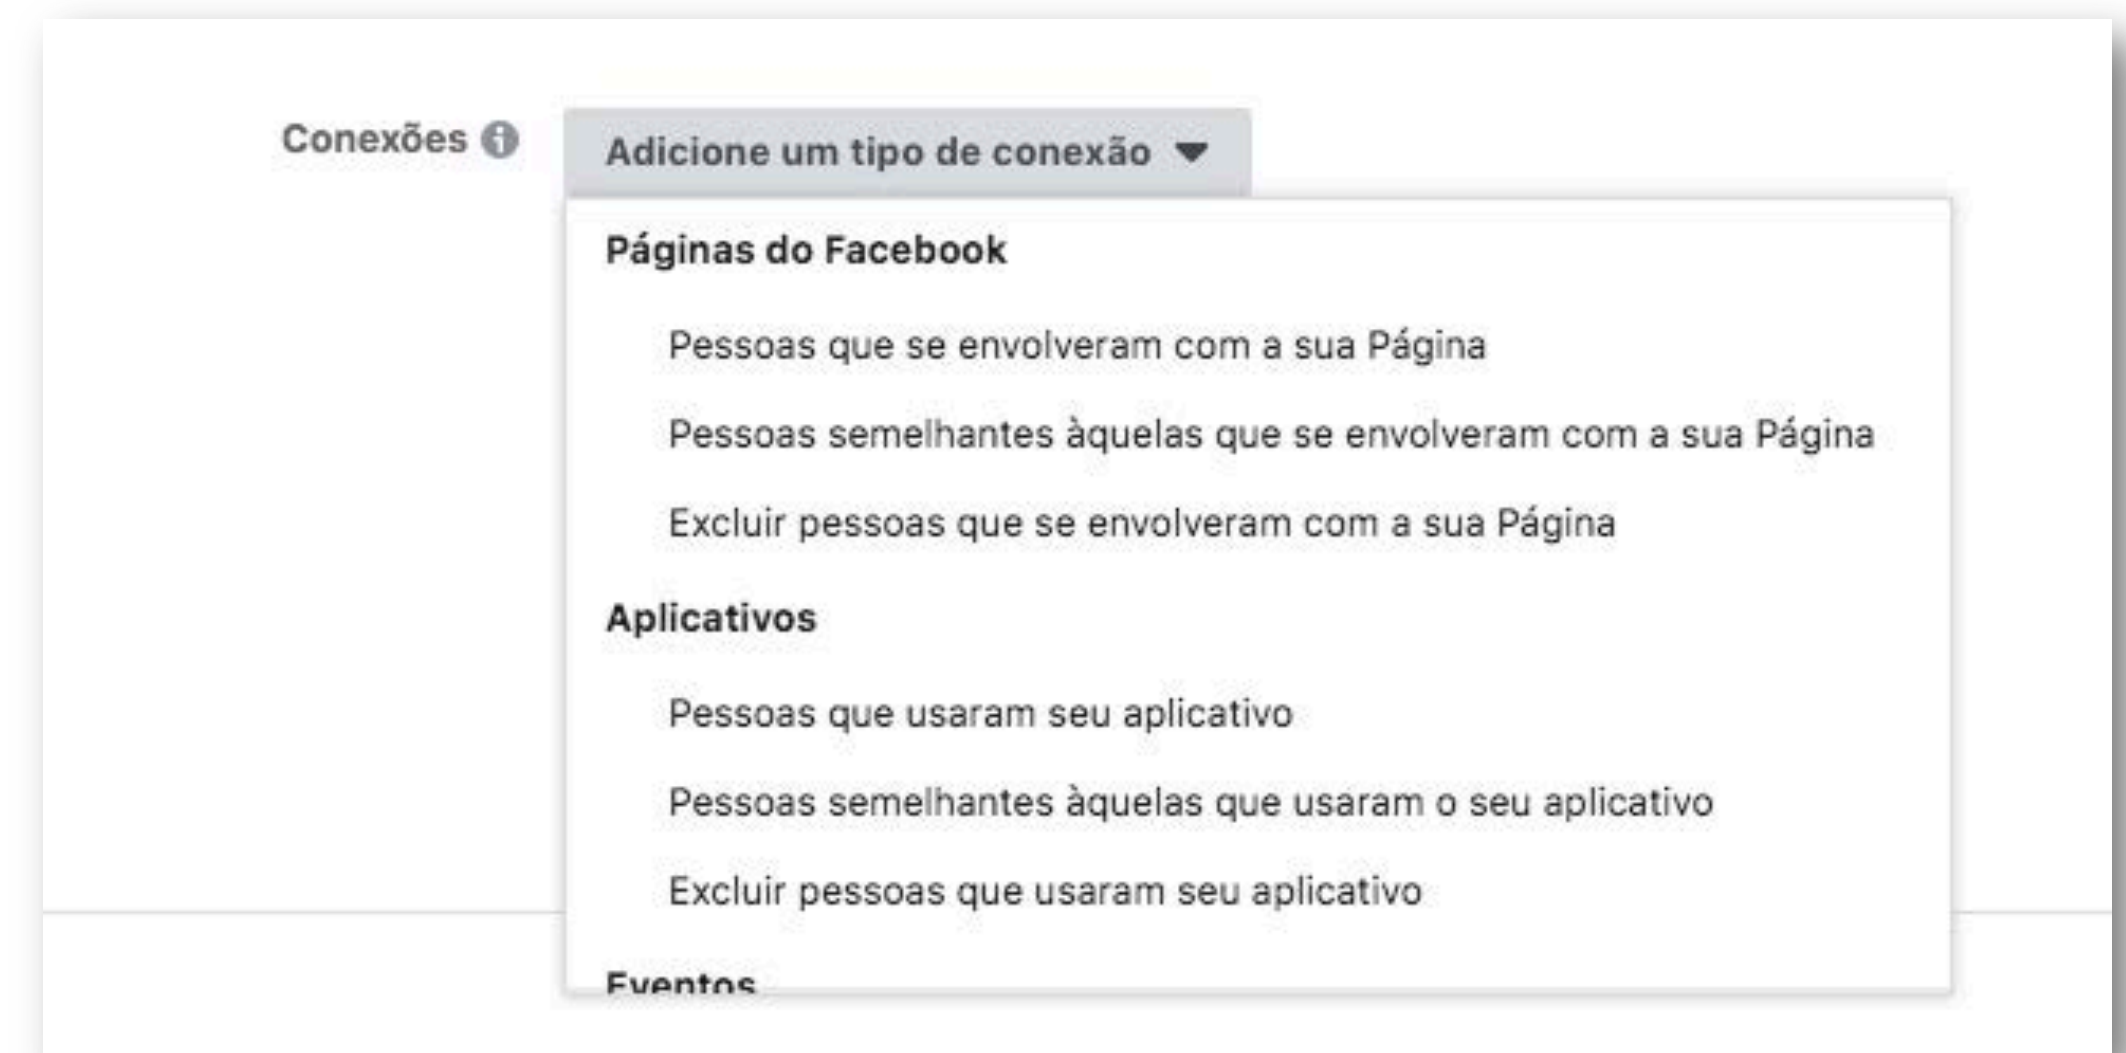 Conexões
Adicione um tipo de conexão
Páginas do Facebook
Pessoas que se envolveram com a sua Página
Pessoas semelhantes àquelas que se envolveram com a sua Página
Excluir pessoas que se envolveram com a sua Página
Aplicativos
Pessoas que usaram seu aplicativo
Pessoas semelhantes àquelas que usaram o seu aplicativo
Excluir pessoas que usaram seu aplicativo
Eventos